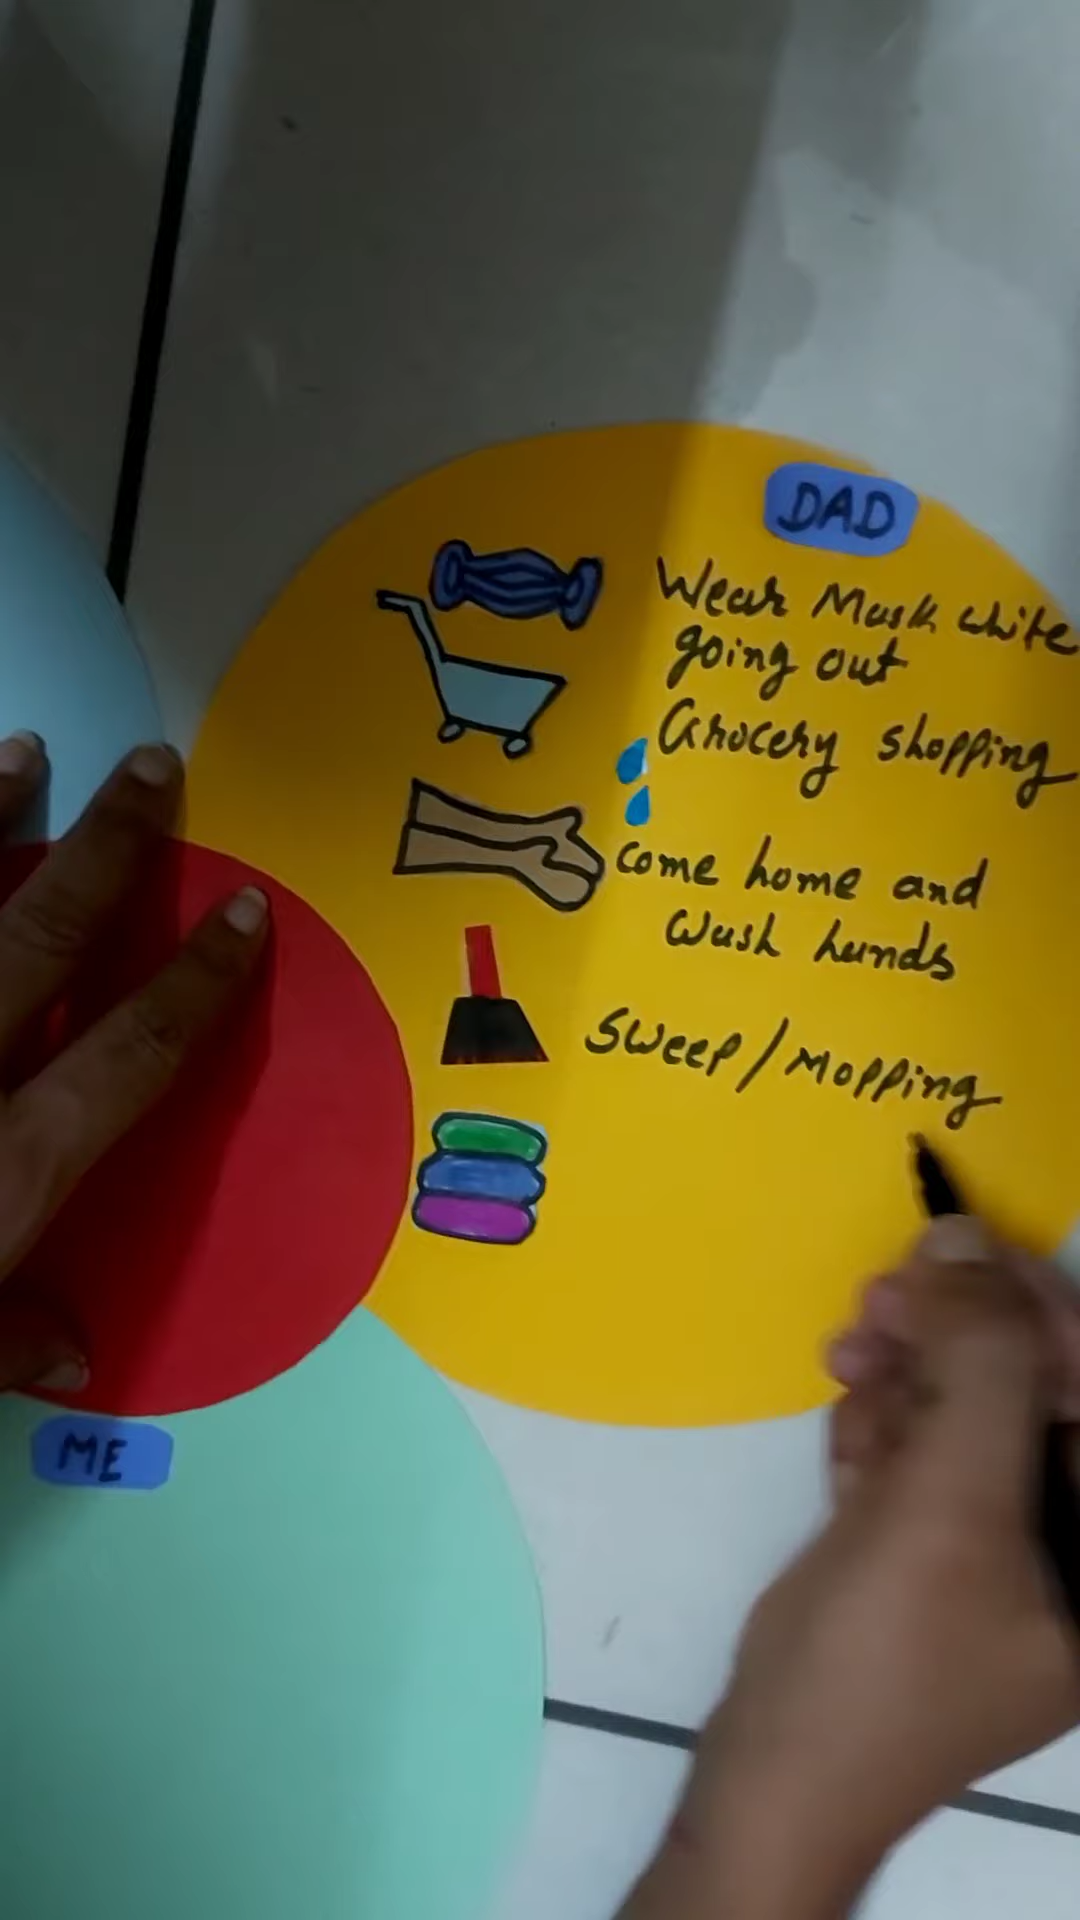 DAD
Wear Mask while
going out
Grocery shopping
come home and
wash hands
Sweep/Mopping
ME